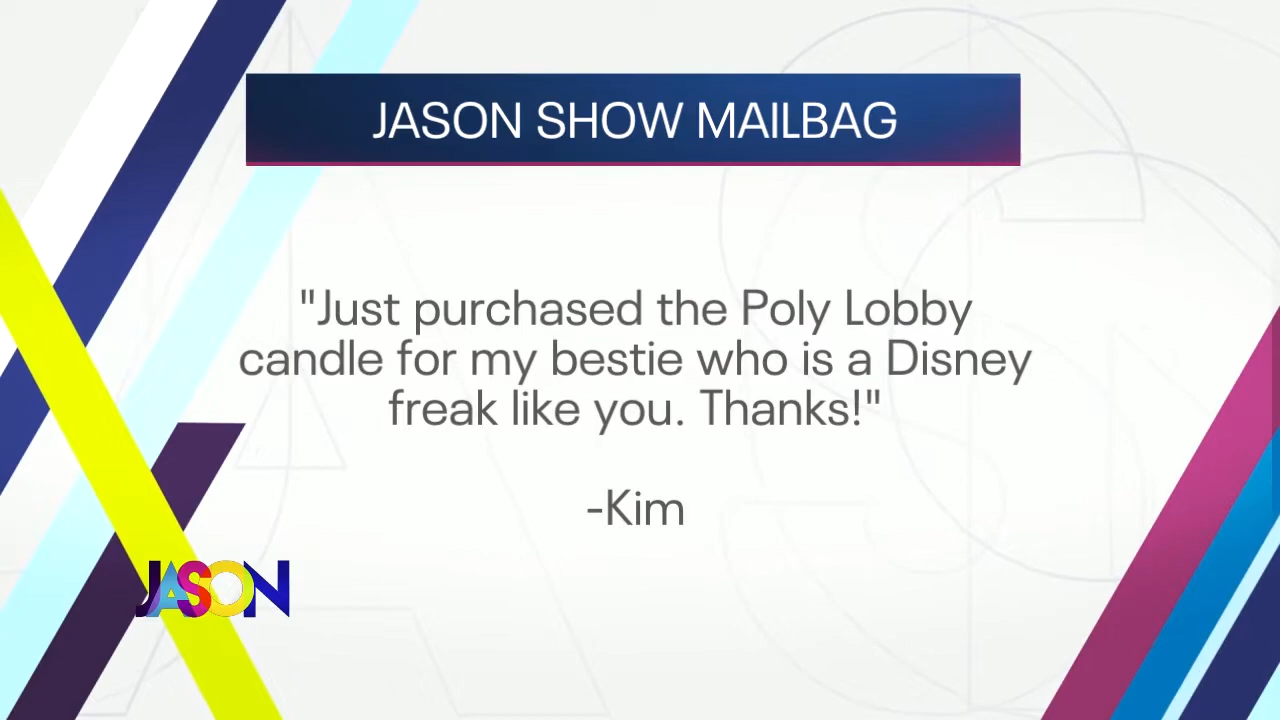 JASON SHOW MAILBAG
"Just purchased the Poly Lobby
candle for my bestie who is a Disney
freak like you. Thanks!"
-Kim
JASON